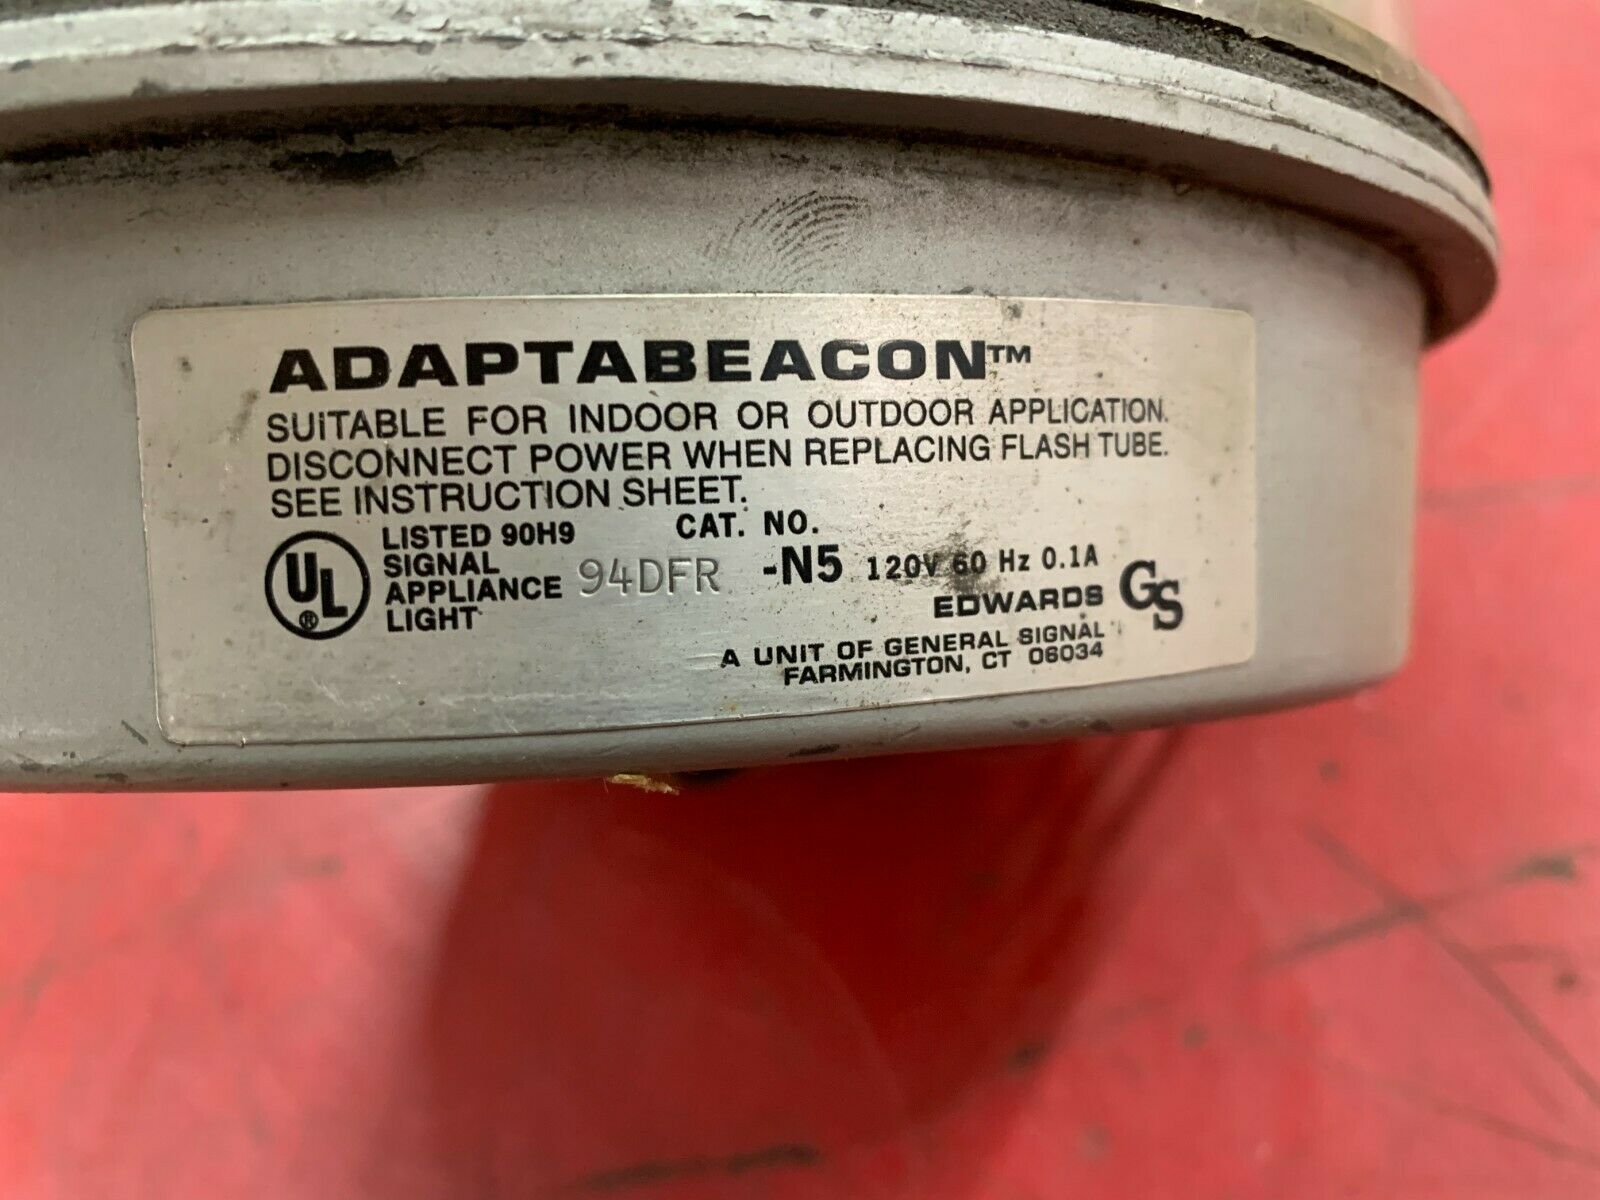 ADAPTABEACON™
SUITABLE FOR INDOOR OR OUTDOOR APPLICATION.
DISCONNECT POWER WHEN REPLACING FLASH TUBE.
SEE INSTRUCTION SHEET.
UL®
LISTED 90H9
SIGNAL
APPLIANCE
LIGHT
CAT. NO.
94DFR -N5 120V 60 Hz 0.1A
EDWARDS GS
A UNIT OF GENERAL SIGNAL
FARMINGTON, CT 06034